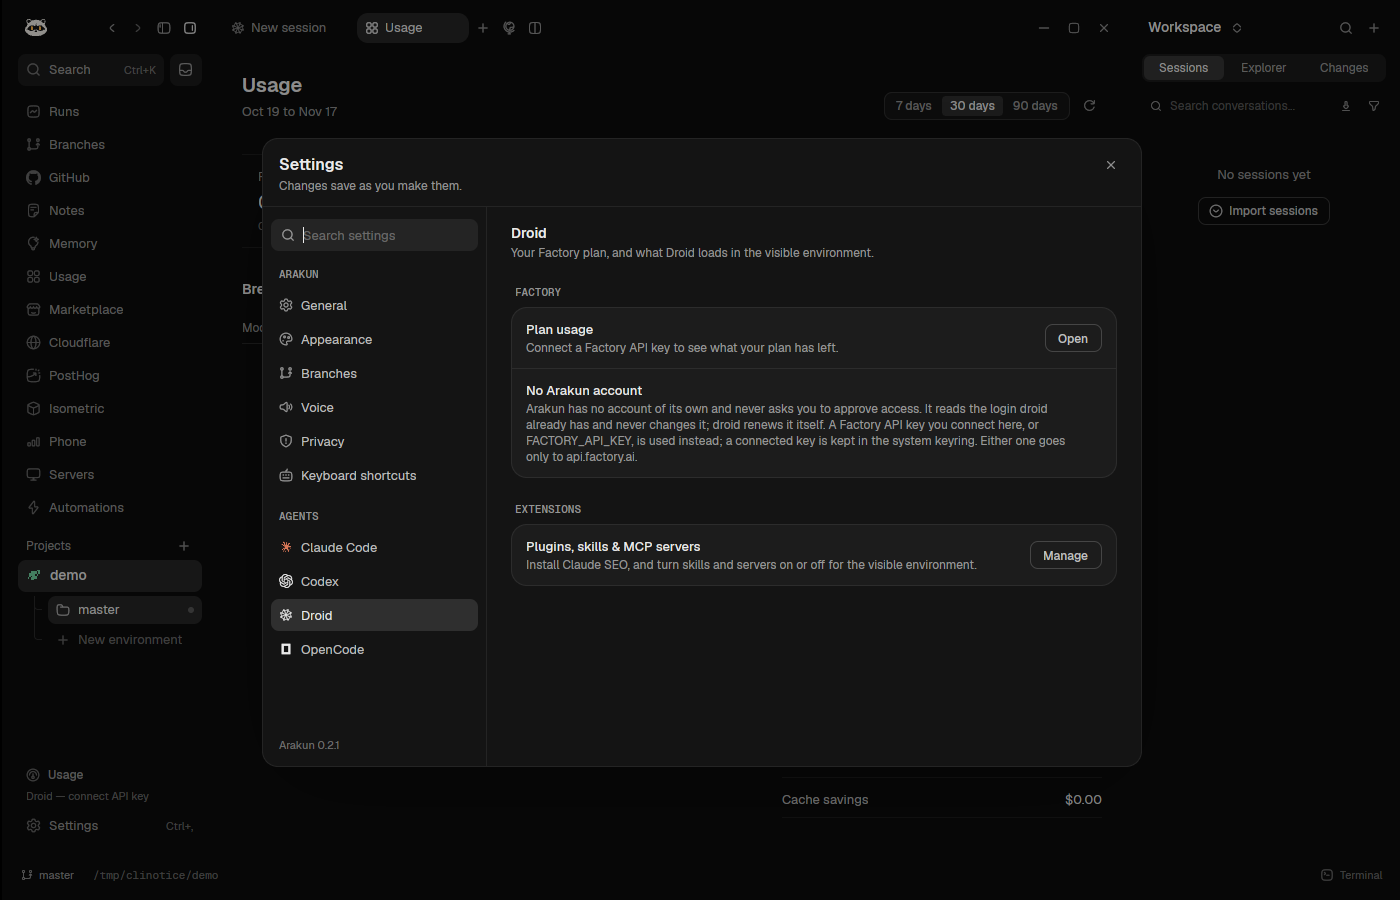 New session
Usage
Workspace
Search
Ctrl+K
Runs
Branches
GitHub
Notes
Memory
Usage
Marketplace
Cloudflare
PostHog
Isometric
Phone
Servers
Automations
Projects
demo
master
New environment
Usage
Droid — connect API key
Settings
Ctrl+,
master
/tmp/clinotice/demo
Usage
Oct 19 to Nov 17
7 days
30 days
90 days
Bre
Settings
Changes save as you make them.
Search settings
ARAKUN
General
Appearance
Branches
Voice
Privacy
Keyboard shortcuts
AGENTS
Claude Code
Codex
Droid
OpenCode
Arakun 0.2.1
Droid
Your Factory plan, and what Droid loads in the visible environment.
FACTORY
Plan usage
Connect a Factory API key to see what your plan has left.
Open
No Arakun account
Arakun has no account of its own and never asks you to approve access. It reads the login droid
already has and never changes it; droid renews it itself. A Factory API key you connect here, or
FACTORY_API_KEY, is used instead; a connected key is kept in the system keyring. Either one goes
only to api.factory.ai.
EXTENSIONS
Plugins, skills & MCP servers
Install Claude SEO, and turn skills and servers on or off for the visible environment.
Manage
Cache savings
$0.00
Sessions
Explorer
Changes
Search conversations...
No sessions yet
Import sessions
Terminal